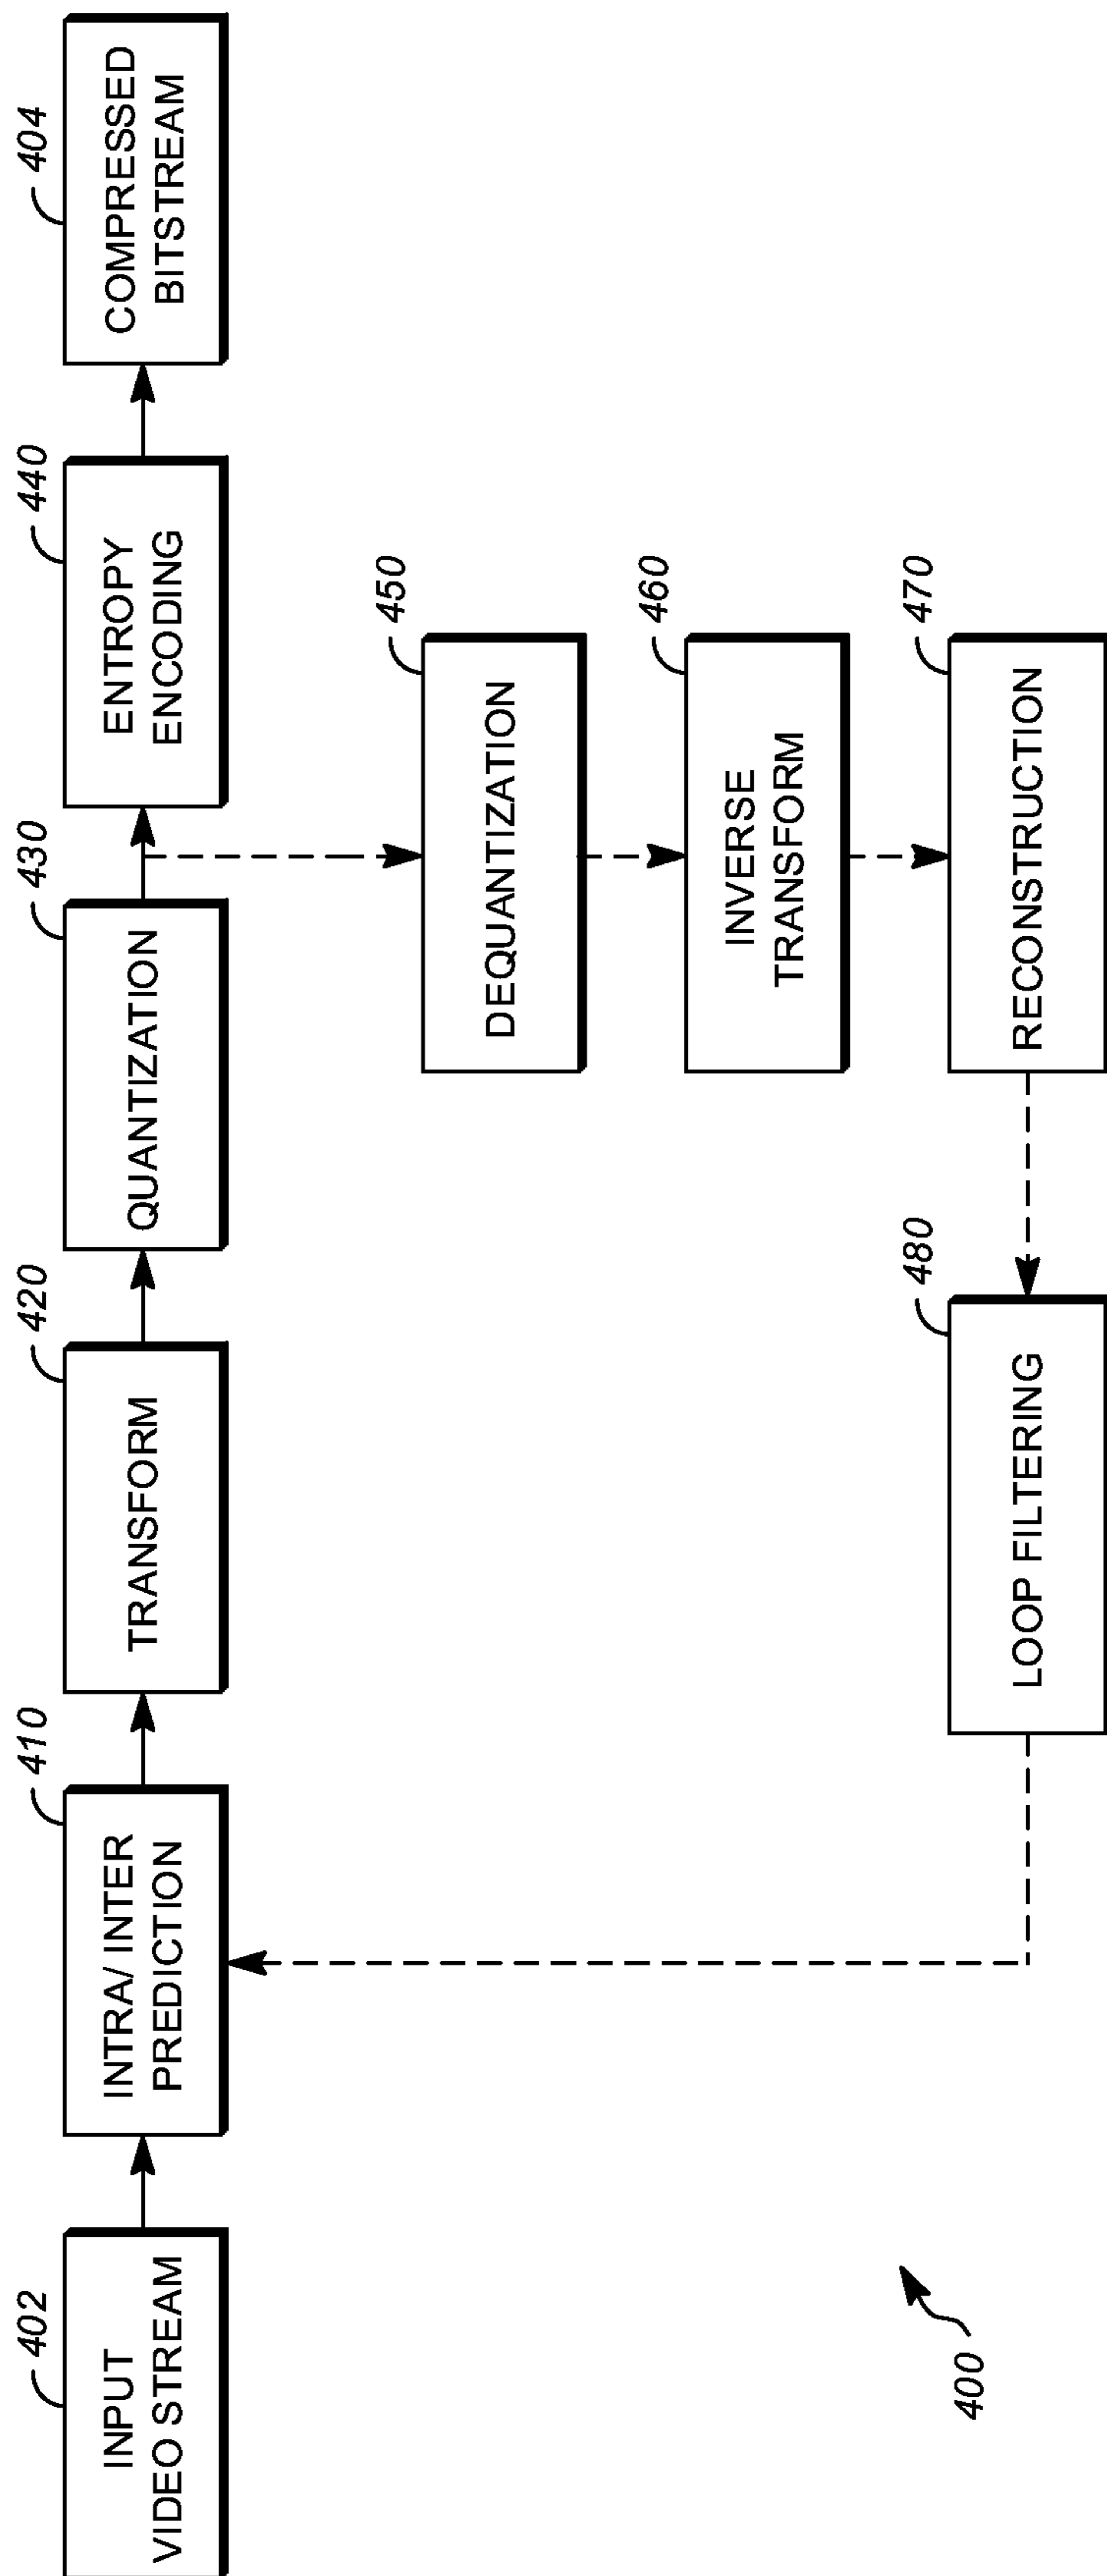 402
INPUT
VIDEO STREAM
410
INTRA/ INTER
PREDICTION
420
TRANSFORM
430
QUANTIZATION
440
ENTROPY
ENCODING
404
COMPRESSED
BITSTREAM
450
DEQUANTIZATION
460
INVERSE
TRANSFORM
470
RECONSTRUCTION
480
LOOP FILTERING
400